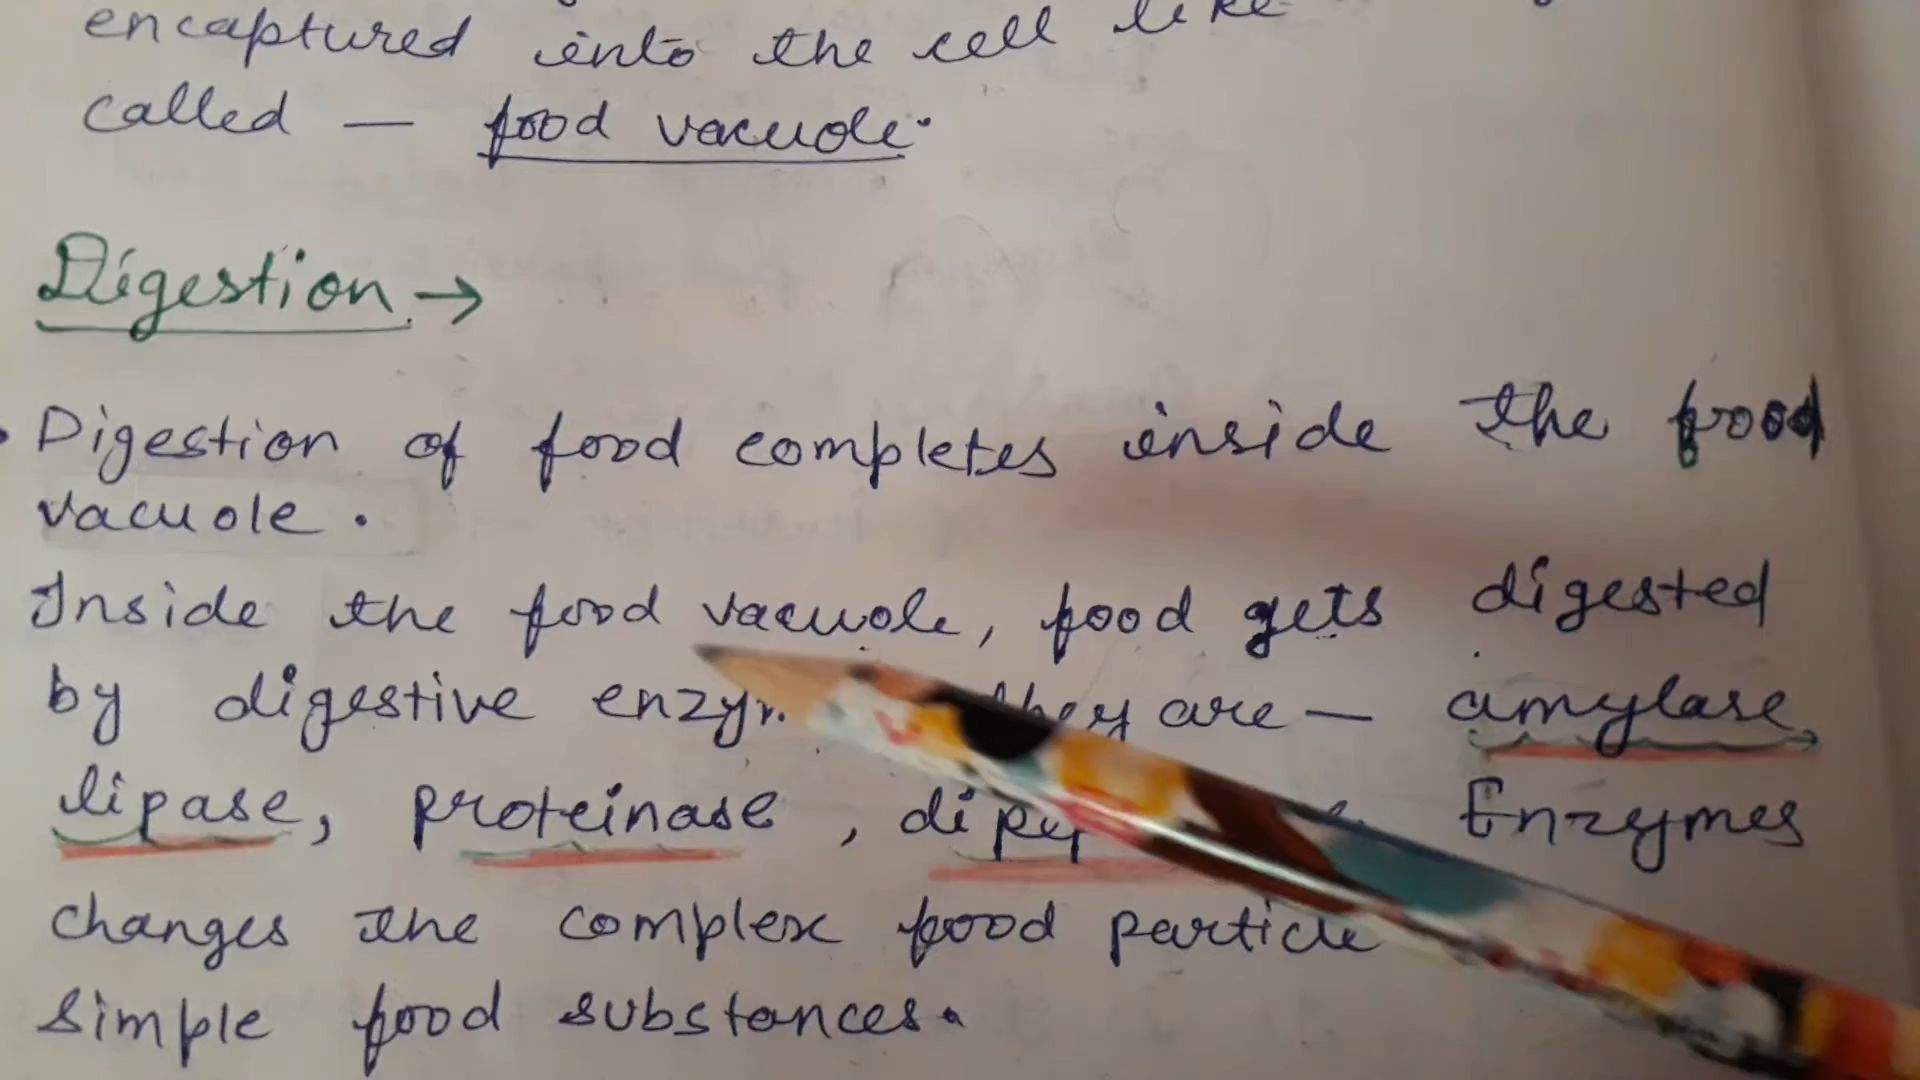 encaptured into the cell like
called — food vacuole.
Digestion →
• Digestion of food completes inside the food
vacuole.
Inside the food vacuole, food gets digested
by digestive they are — amylase
lipase, proteinase, Enzymes
changes the complex food particle
simple food substances.